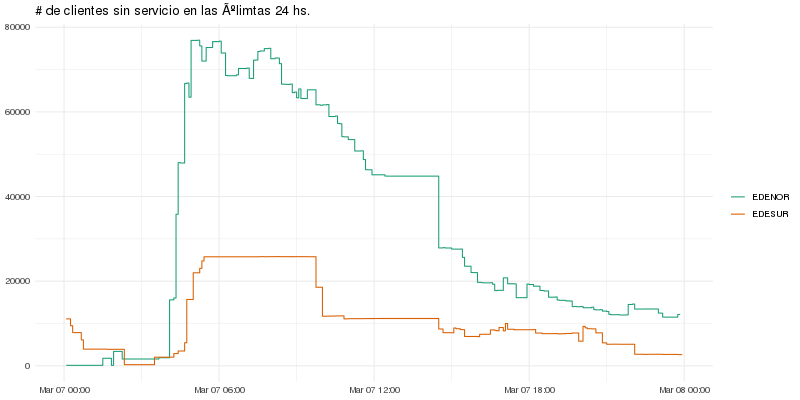 # de clientes sin servicio en las Ãºlimtas 24 hs.
80000
60000
40000
20000
0
Mar 07 00:00
Mar 07 06:00
Mar 07 12:00
Mar 07 18:00
Mar 08 00:00
EDENOR
EDESUR